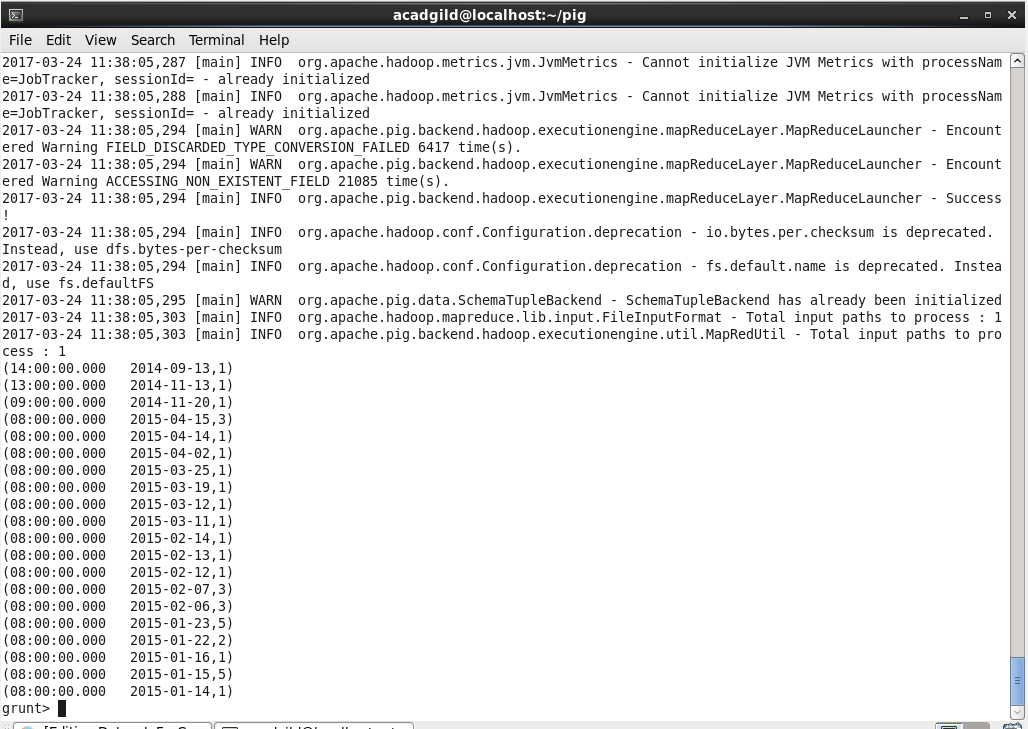 acadgild@localhost:~/pig
File Edit View Search Terminal Help
2017-03-24 11:38:05,287 [main] INFO  org.apache.hadoop.metrics.jvm.JvmMetrics - Cannot initialize JVM Metrics with processNam
e=JobTracker, sessionId= - already initialized
2017-03-24 11:38:05,288 [main] INFO  org.apache.hadoop.metrics.jvm.JvmMetrics - Cannot initialize JVM Metrics with processNam
e=JobTracker, sessionId= - already initialized
2017-03-24 11:38:05,294 [main] WARN  org.apache.pig.backend.hadoop.executionengine.mapReduceLayer.MapReduceLauncher - Encount
ered Warning FIELD_DISCARDED_TYPE_CONVERSION_FAILED 6417 time(s).
2017-03-24 11:38:05,294 [main] WARN  org.apache.pig.backend.hadoop.executionengine.mapReduceLayer.MapReduceLauncher - Encount
ered Warning ACCESSING_NON_EXISTENT_FIELD 21085 time(s).
2017-03-24 11:38:05,294 [main] INFO  org.apache.pig.backend.hadoop.executionengine.mapReduceLayer.MapReduceLauncher - Success
!
2017-03-24 11:38:05,294 [main] INFO  org.apache.hadoop.conf.Configuration.deprecation - io.bytes.per.checksum is deprecated. 
Instead, use dfs.bytes-per-checksum
2017-03-24 11:38:05,294 [main] INFO  org.apache.hadoop.conf.Configuration.deprecation - fs.default.name is deprecated. Instea
d, use fs.defaultFS
2017-03-24 11:38:05,295 [main] WARN  org.apache.pig.data.SchemaTupleBackend - SchemaTupleBackend has already been initialized
2017-03-24 11:38:05,303 [main] INFO  org.apache.hadoop.mapreduce.lib.input.FileInputFormat - Total input paths to process : 1
2017-03-24 11:38:05,303 [main] INFO  org.apache.pig.backend.hadoop.executionengine.util.MapRedUtil - Total input paths to pro
cess : 1
(14:00:00.000   2014-09-13,1)
(13:00:00.000   2014-11-13,1)
(09:00:00.000   2014-11-20,1)
(08:00:00.000   2015-04-15,3)
(08:00:00.000   2015-04-14,1)
(08:00:00.000   2015-04-02,1)
(08:00:00.000   2015-03-25,1)
(08:00:00.000   2015-03-19,1)
(08:00:00.000   2015-03-12,1)
(08:00:00.000   2015-03-11,1)
(08:00:00.000   2015-02-14,1)
(08:00:00.000   2015-02-13,1)
(08:00:00.000   2015-02-12,1)
(08:00:00.000   2015-02-07,3)
(08:00:00.000   2015-02-06,3)
(08:00:00.000   2015-01-23,5)
(08:00:00.000   2015-01-22,2)
(08:00:00.000   2015-01-16,1)
(08:00:00.000   2015-01-15,5)
(08:00:00.000   2015-01-14,1)
grunt>